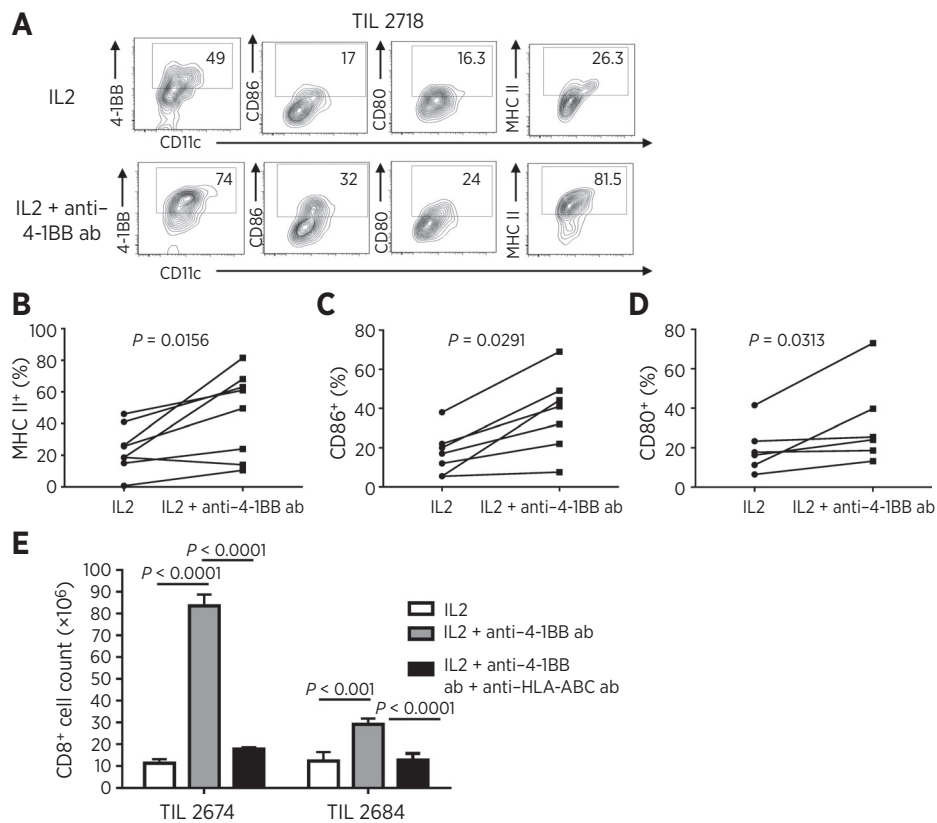 A
TIL 2718
IL2
4-1BB
49
CD86
17
CD80
16.3
MHC II
26.3
CD11c
IL2 + anti–
4-1BB ab
4-1BB
74
CD86
32
CD80
24
MHC II
81.5
CD11c
B
MHC II⁺ (%)
100
80
60
40
20
0
P = 0.0156
IL2
IL2 + anti–4-1BB ab
C
CD86⁺ (%)
80
60
40
20
0
P = 0.0291
IL2
IL2 + anti–4-1BB ab
D
CD80⁺ (%)
80
60
40
20
0
P = 0.0313
IL2
IL2 + anti–4-1BB ab
E
CD8⁺ cell count (×10⁶)
100
90
80
70
60
50
40
30
20
10
0
P < 0.0001
P < 0.0001
P < 0.001
P < 0.0001
TIL 2674
TIL 2684
IL2
IL2 + anti–4-1BB ab
IL2 + anti–4-1BB
ab + anti–HLA-ABC ab